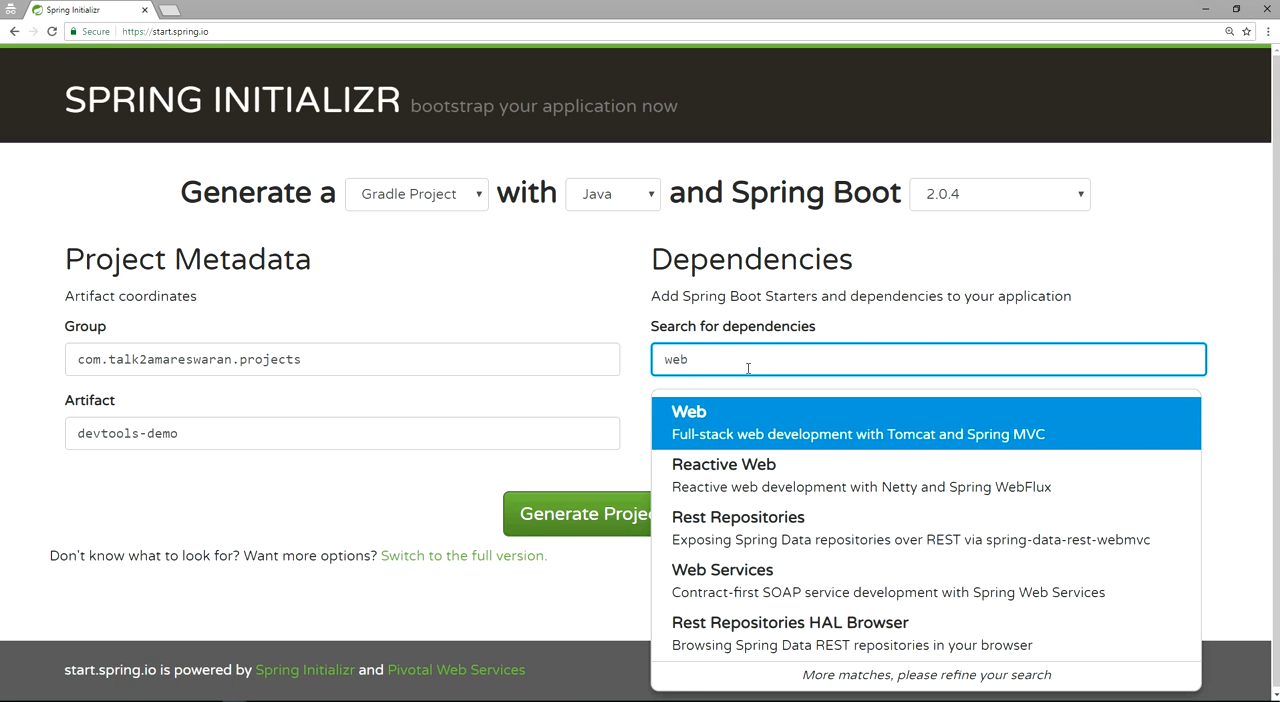 Spring Initializr
Secure https://start.spring.io
SPRING INITIALIZR bootstrap your application now
Generate a Gradle Project with Java and Spring Boot 2.0.4
Project Metadata
Artifact coordinates
Group
com.talk2amareswaran.projects
Artifact
devtools-demo
Dependencies
Add Spring Boot Starters and dependencies to your application
Search for dependencies
web
Web
Full-stack web development with Tomcat and Spring MVC
Reactive Web
Reactive web development with Netty and Spring WebFlux
Rest Repositories
Exposing Spring Data repositories over REST via spring-data-rest-webmvc
Web Services
Contract-first SOAP service development with Spring Web Services
Rest Repositories HAL Browser
Browsing Spring Data REST repositories in your browser
More matches, please refine your search
Generate Projec
Don't know what to look for? Want more options? Switch to the full version.
start.spring.io is powered by Spring Initializr and Pivotal Web Services